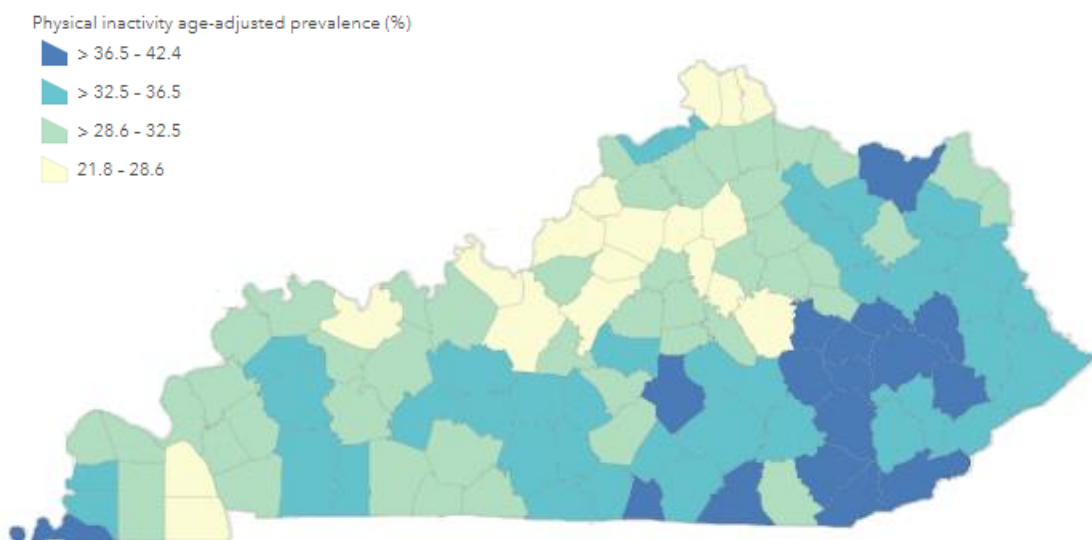 Physical inactivity age-adjusted prevalence (%)
> 36.5 - 42.4
> 32.5 - 36.5
> 28.6 - 32.5
21.8 - 28.6